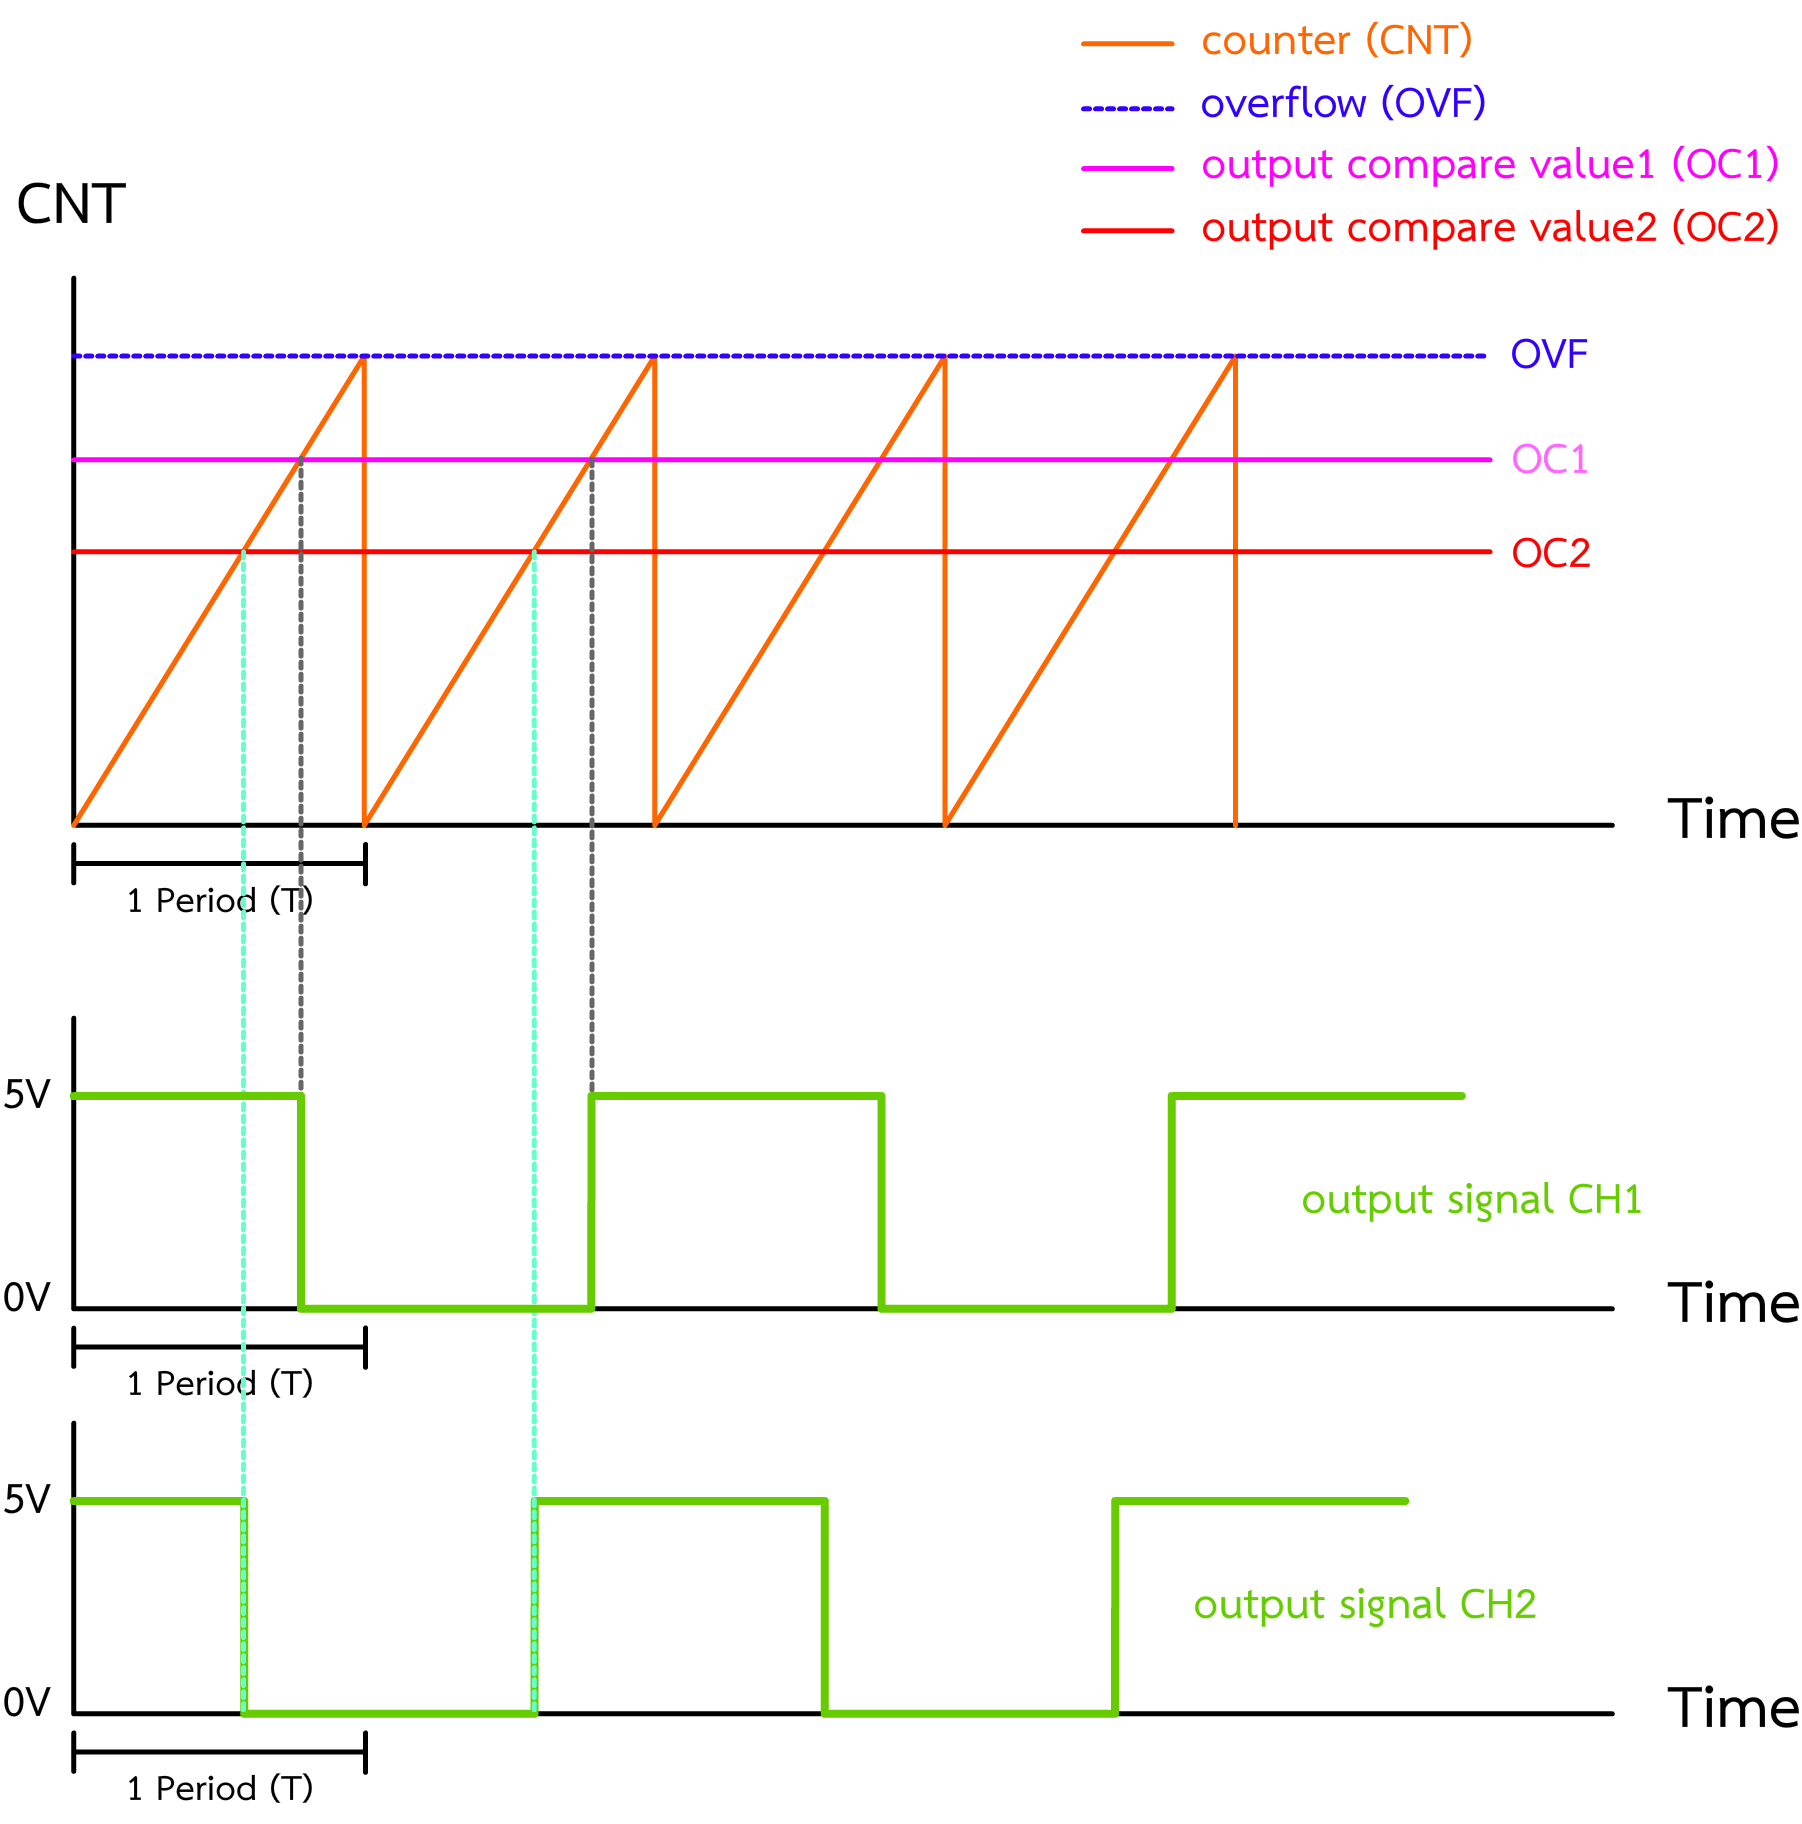 counter (CNT)
overflow (OVF)
output compare value1 (OC1)
output compare value2 (OC2)
CNT
OVF
OC1
OC2
Time
1 Period (T)
5V
output signal CH1
0V
Time
1 Period (T)
5V
output signal CH2
0V
Time
1 Period (T)